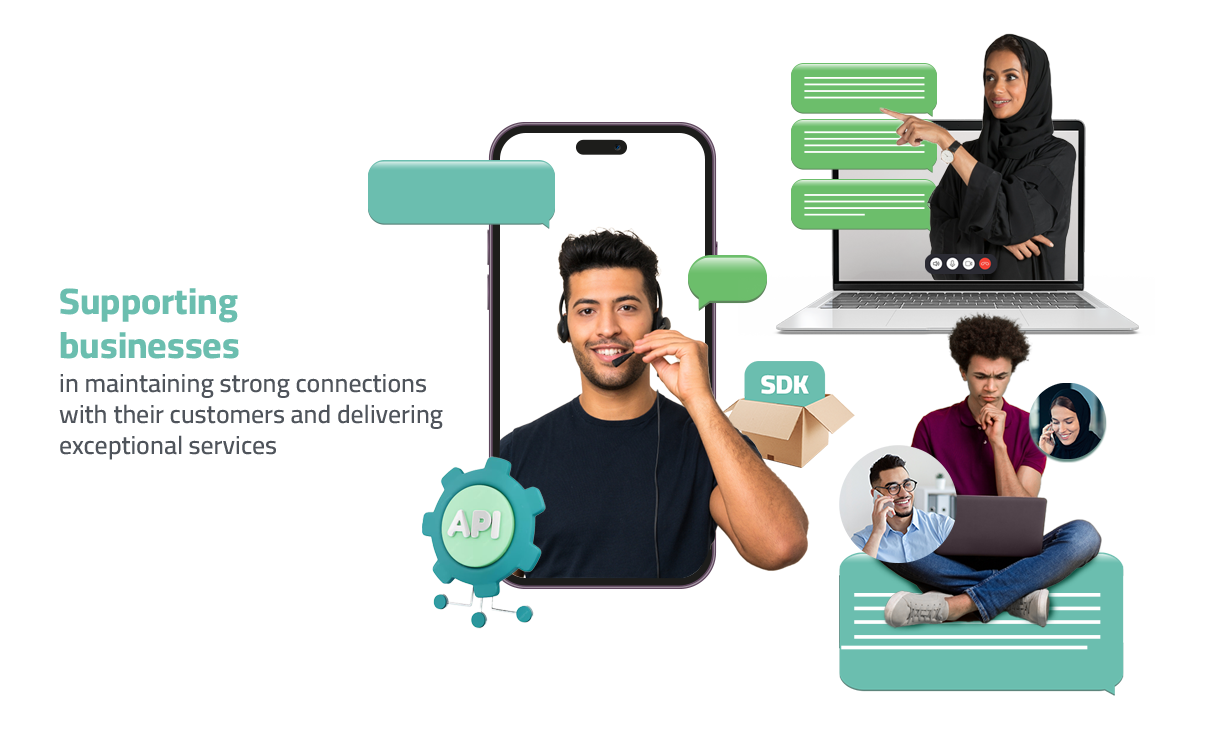 Supporting
businesses
in maintaining strong connections
with their customers and delivering
exceptional services
SDK
API